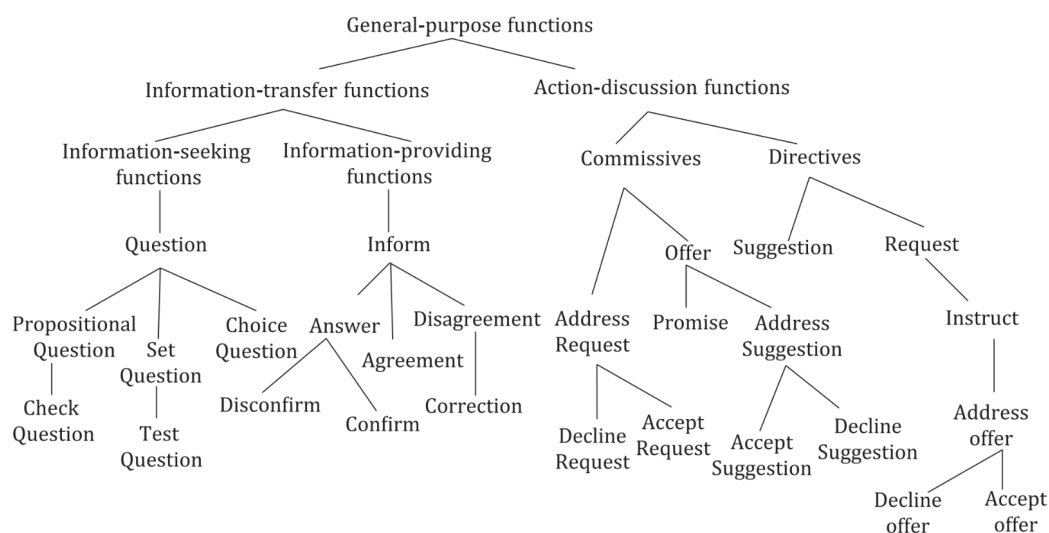 General-purpose functions
Information-transfer functions
Action-discussion functions
Information-seeking
functions
Information-providing
functions
Commissives
Directives
Question
Inform
Offer
Suggestion
Request
Propositional
Question
Set
Question
Choice
Question
Answer
Agreement
Disagreement
Address
Request
Promise
Address
Suggestion
Instruct
Check
Question
Test
Question
Disconfirm
Confirm
Correction
Decline
Request
Accept
Request
Accept
Suggestion
Decline
Suggestion
Address
offer
Decline
offer
Accept
offer